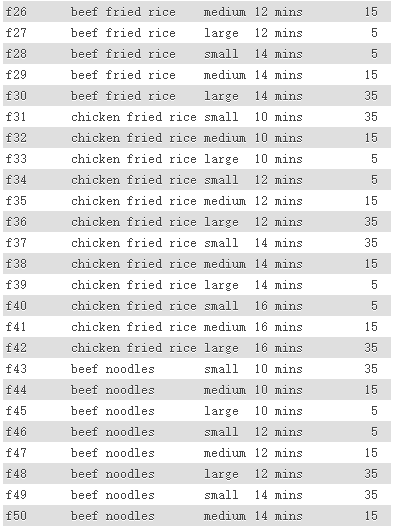 f26 beef fried rice medium 12 mins 15
f27 beef fried rice large 12 mins 5
f28 beef fried rice small 14 mins 5
f29 beef fried rice medium 14 mins 15
f30 beef fried rice large 14 mins 35
f31 chicken fried rice small 10 mins 35
f32 chicken fried rice medium 10 mins 15
f33 chicken fried rice large 10 mins 5
f34 chicken fried rice small 12 mins 5
f35 chicken fried rice medium 12 mins 15
f36 chicken fried rice large 12 mins 35
f37 chicken fried rice small 14 mins 35
f38 chicken fried rice medium 14 mins 15
f39 chicken fried rice large 14 mins 5
f40 chicken fried rice small 16 mins 5
f41 chicken fried rice medium 16 mins 15
f42 chicken fried rice large 16 mins 35
f43 beef noodles small 10 mins 35
f44 beef noodles medium 10 mins 15
f45 beef noodles large 10 mins 5
f46 beef noodles small 12 mins 5
f47 beef noodles medium 12 mins 15
f48 beef noodles large 12 mins 35
f49 beef noodles small 14 mins 35
f50 beef noodles medium 14 mins 15